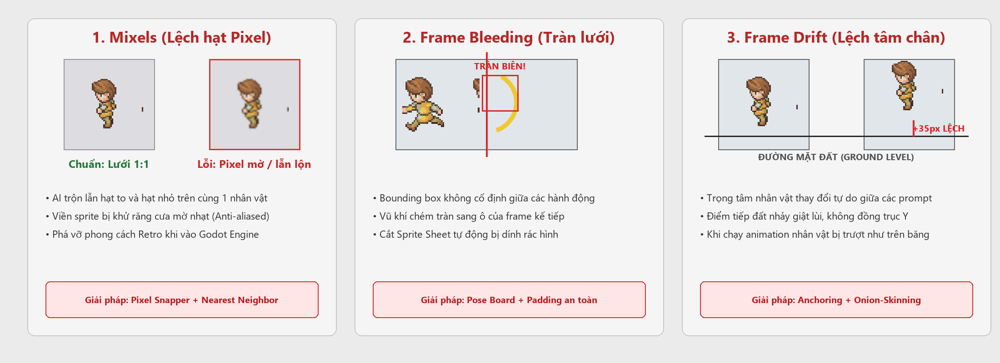 1. Mixels (Lệch hạt Pixel)
Chuẩn: Lưới 1:1
Lỗi: Pixel mờ / lẫn lộn
• AI trộn lẫn hạt to và hạt nhỏ trên cùng 1 nhân vật
• Viền sprite bị khử răng cưa mờ nhạt (Anti-aliased)
• Phá vỡ phong cách Retro khi vào Godot Engine
Giải pháp: Pixel Snapper + Nearest Neighbor
2. Frame Bleeding (Tràn lưới)
TRÀN BIÊN!
• Bounding box không cố định giữa các hành động
• Vũ khí chém tràn sang ô của frame kế tiếp
• Cắt Sprite Sheet tự động bị dính rác hình
Giải pháp: Pose Board + Padding an toàn
3. Frame Drift (Lệch tâm chân)
+35px LỆCH
ĐƯỜNG MẶT ĐẤT (GROUND LEVEL)
• Trọng tâm nhân vật thay đổi tự do giữa các prompt
• Điểm tiếp đất nhảy giật lùi, không đồng trục Y
• Khi chạy animation nhân vật bị trượt như trên băng
Giải pháp: Anchoring + Onion-Skinning